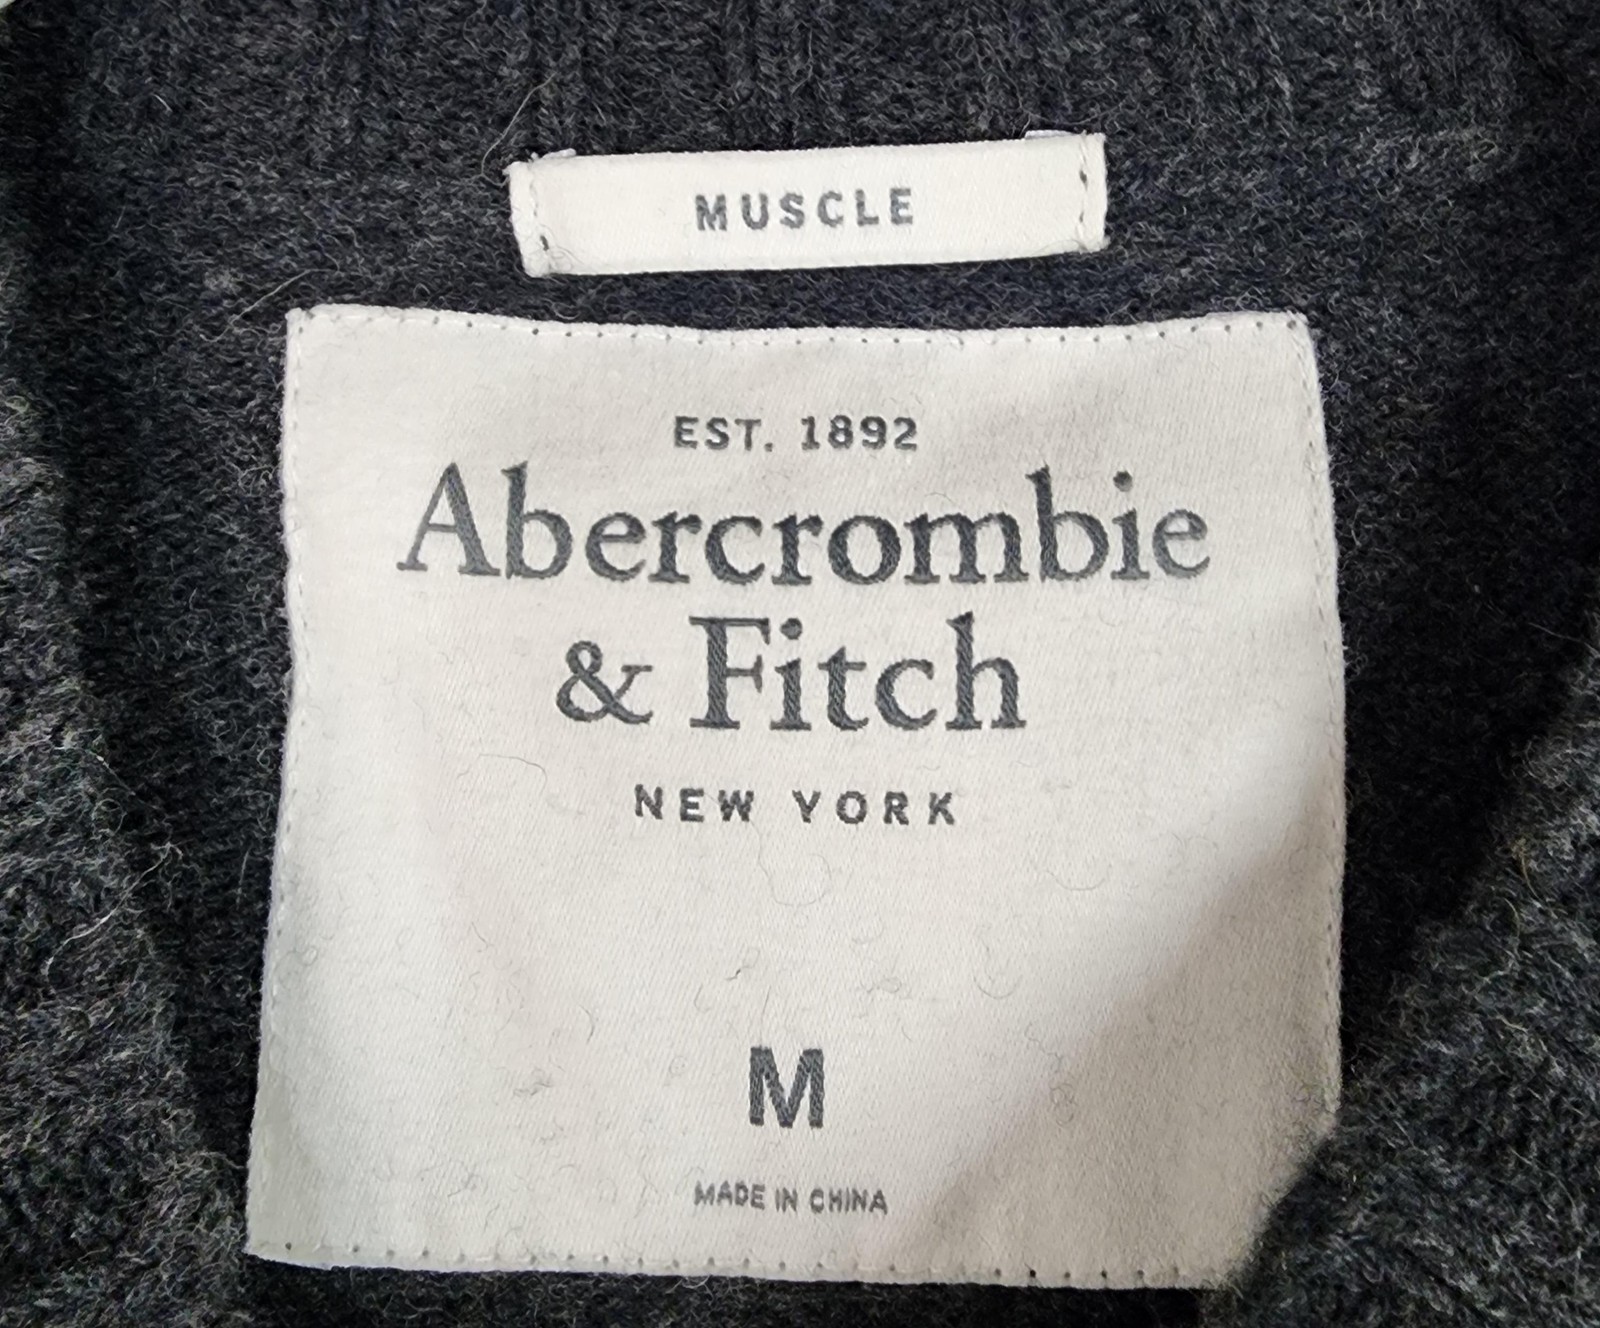 MUSCLE
EST. 1892
Abercrombie
& Fitch
NEW YORK
M
MADE IN CHINA